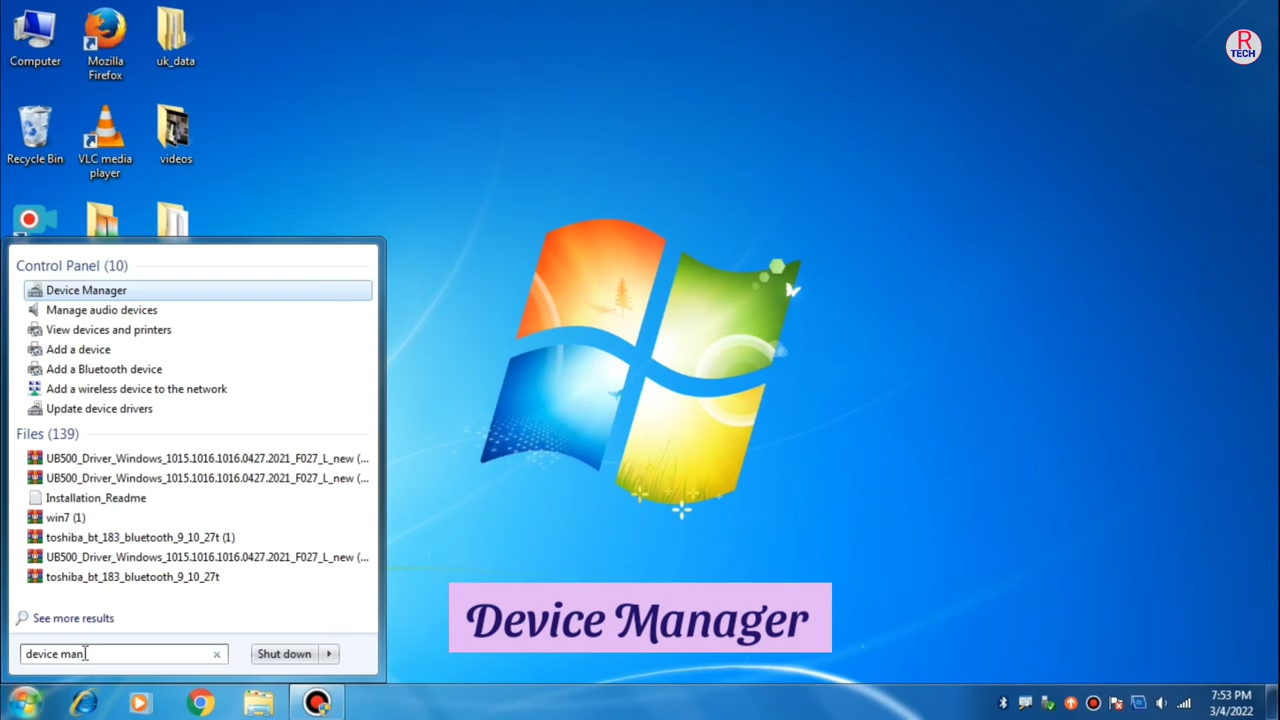 Computer
Mozilla
Firefox
uk_data
Recycle Bin
VLC media
player
videos
R
TECH
Control Panel (10)
Device Manager
Manage audio devices
View devices and printers
Add a device
Add a Bluetooth device
Add a wireless device to the network
Update device drivers
Files (139)
UB500_Driver_Windows_1015.1016.1016.0427.2021_F027_L_new (...
UB500_Driver_Windows_1015.1016.1016.0427.2021_F027_L_new (...
Installation_Readme
win7 (1)
toshiba_bt_183_bluetooth_9_10_27t (1)
UB500_Driver_Windows_1015.1016.1016.0427.2021_F027_L_new (...
toshiba_bt_183_bluetooth_9_10_27t
See more results
device man
Shut down
Device Manager
7:53 PM
3/4/2022